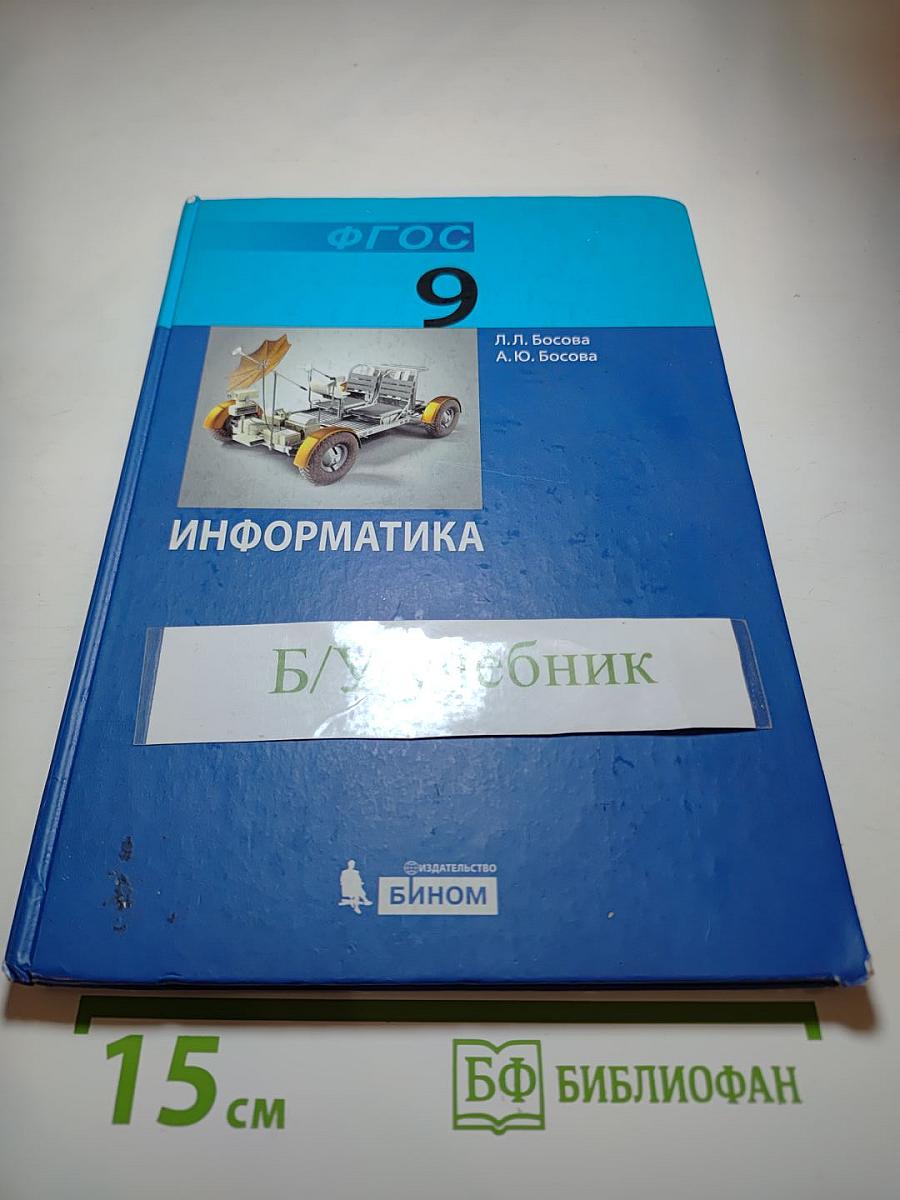 ФГОС
9
Л.Л. Босова
А.Ю. Босова
ИНФОРМАТИКА
Б/У учебник
ИЗДАТЕЛЬСТВО
БИНОМ
15 см
БФ БИБЛИОФАН